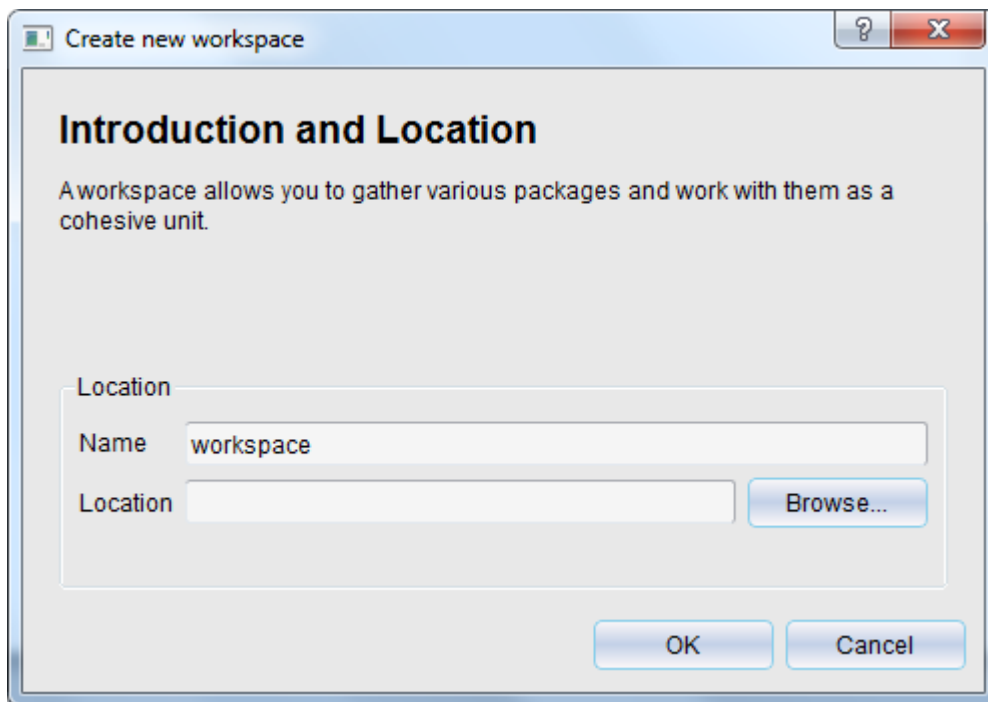 Create new workspace
Introduction and Location
A workspace allows you to gather various packages and work with them as a
cohesive unit.
Location
Name workspace
Location Browse...
OK Cancel